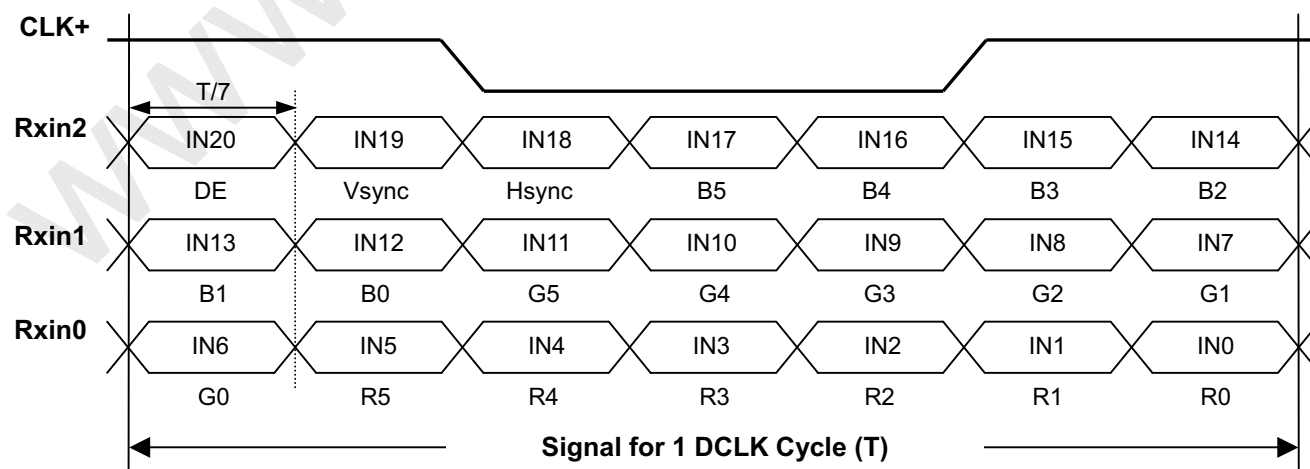 CLK+
T/7
Rxin2 IN20 IN19 IN18 IN17 IN16 IN15 IN14
DE Vsync Hsync B5 B4 B3 B2
Rxin1 IN13 IN12 IN11 IN10 IN9 IN8 IN7
B1 B0 G5 G4 G3 G2 G1
Rxin0 IN6 IN5 IN4 IN3 IN2 IN1 IN0
G0 R5 R4 R3 R2 R1 R0
Signal for 1 DCLK Cycle (T)